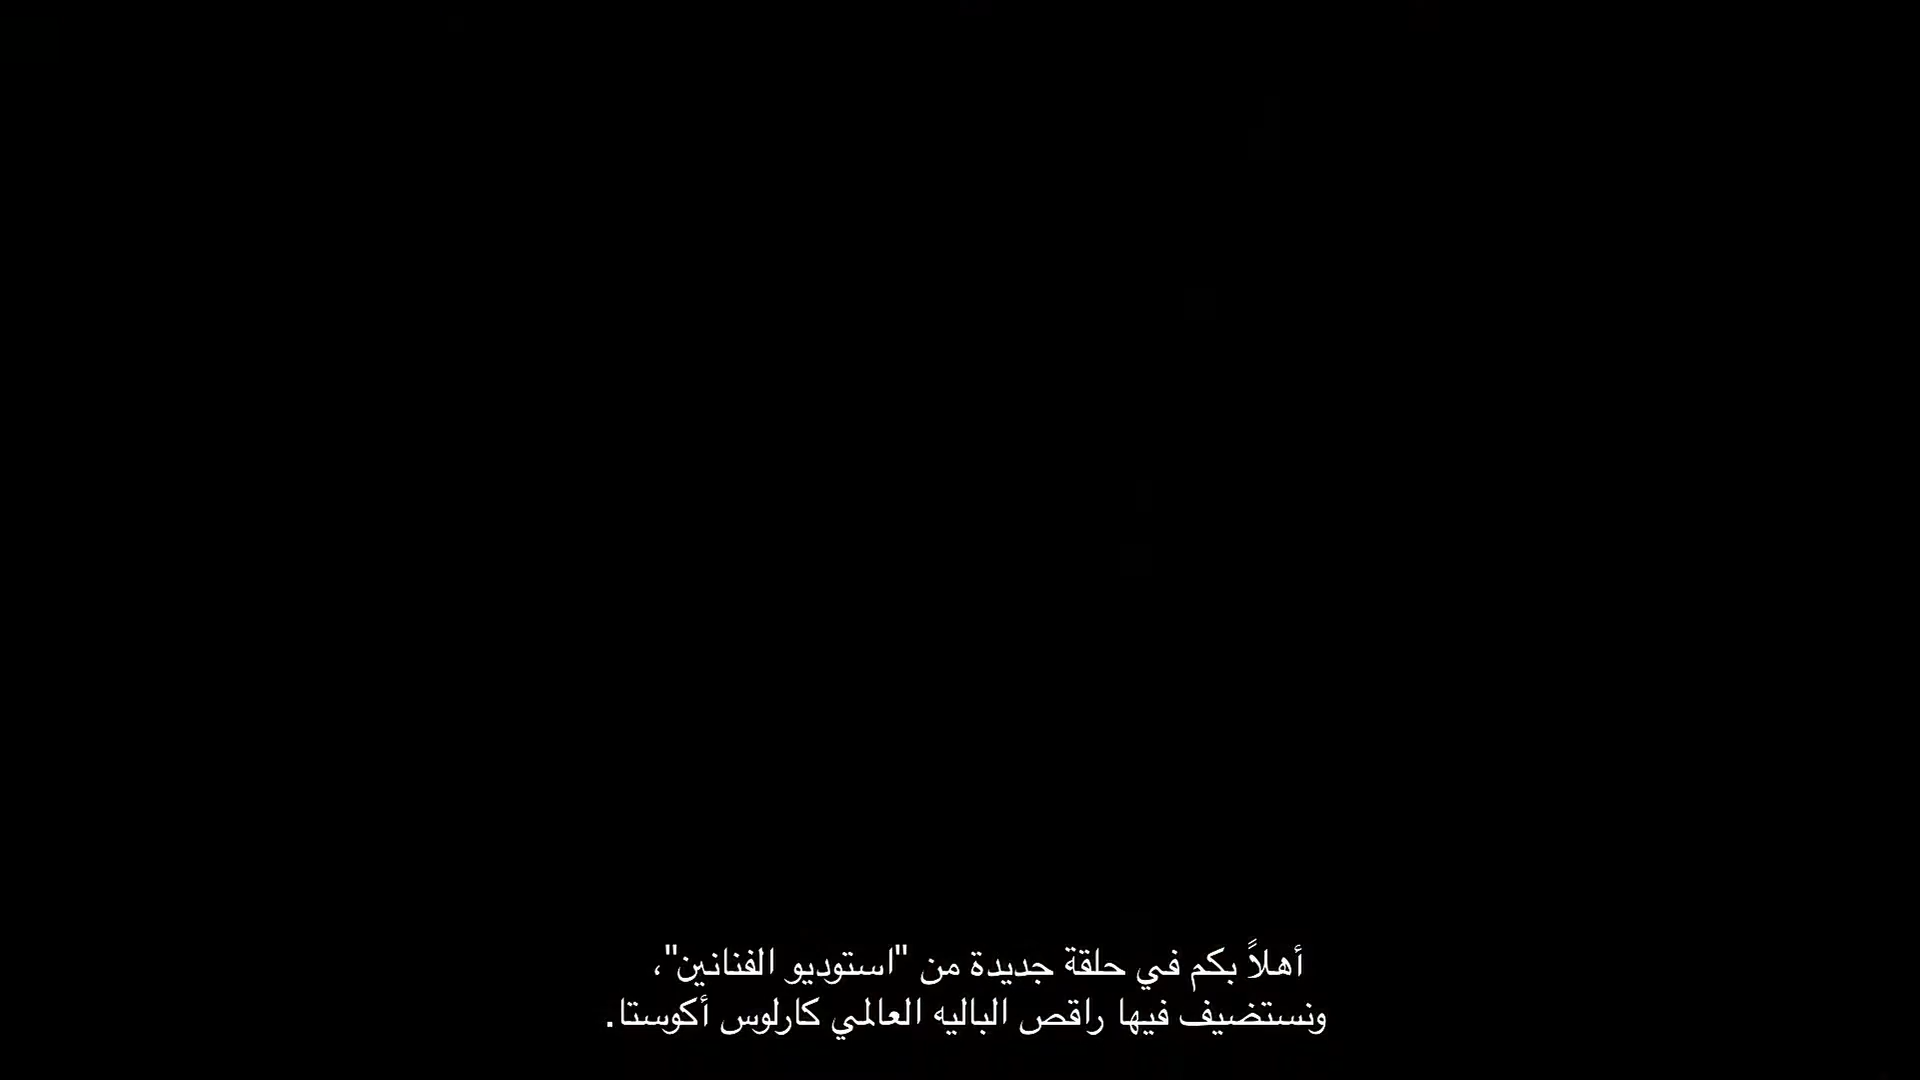 أهلاً بكم في حلقة جديدة من "استوديو الفنانين"،
ونستضيف فيها راقص الباليه العالمي كارلوس أكوستا.